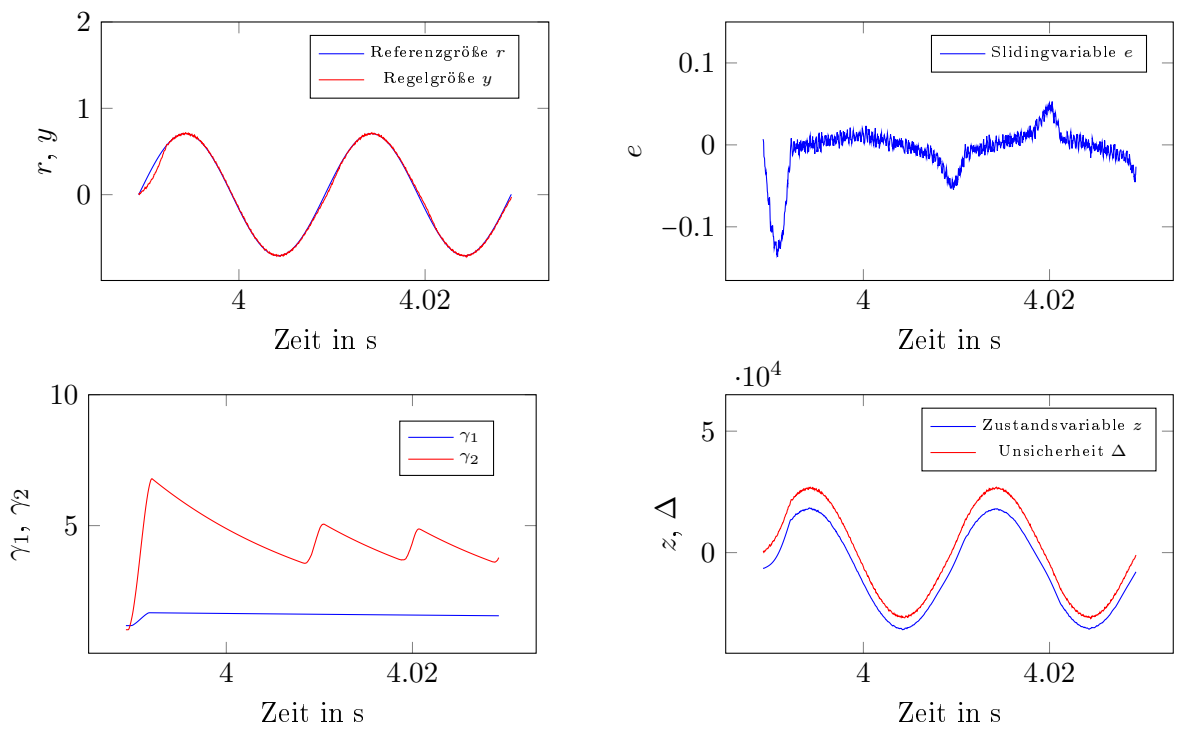 2
1
0
r, y
Referenzgröße r
Regelgröße y
4
4.02
Zeit in s
0.1
0
−0.1
e
Slidingvariable e
4
4.02
Zeit in s
10
5
γ1, γ2
γ1
γ2
4
4.02
Zeit in s
·10^4
5
0
z, Δ
Zustandsvariable z
Unsicherheit Δ
4
4.02
Zeit in s